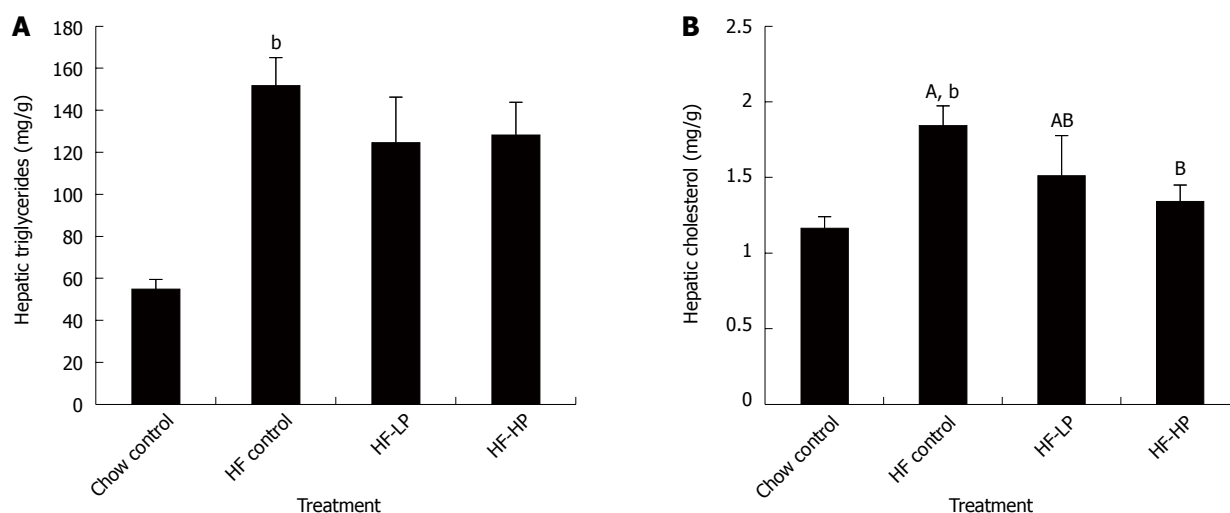 A
Hepatic triglycerides (mg/g)
180
160
140
120
100
80
60
40
20
0
b
Chow control
HF control
HF-LP
HF-HP
Treatment
B
Hepatic cholesterol (mg/g)
2.5
2
1.5
1
0.5
0
A, b
AB
B
Chow control
HF control
HF-LP
HF-HP
Treatment